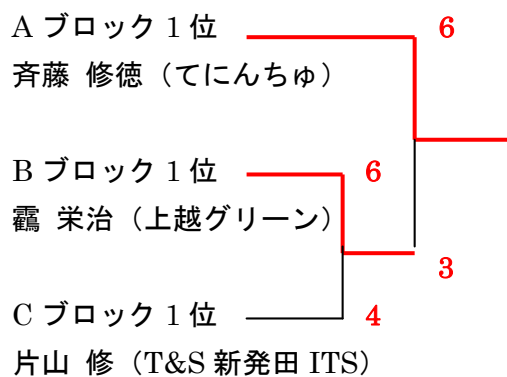 A ブロック 1 位 6
斉藤 修徳（てにんちゅ）
B ブロック 1 位 6
靍 栄治（上越グリーン）
3
C ブロック 1 位 4
片山 修（T&S 新発田 ITS）